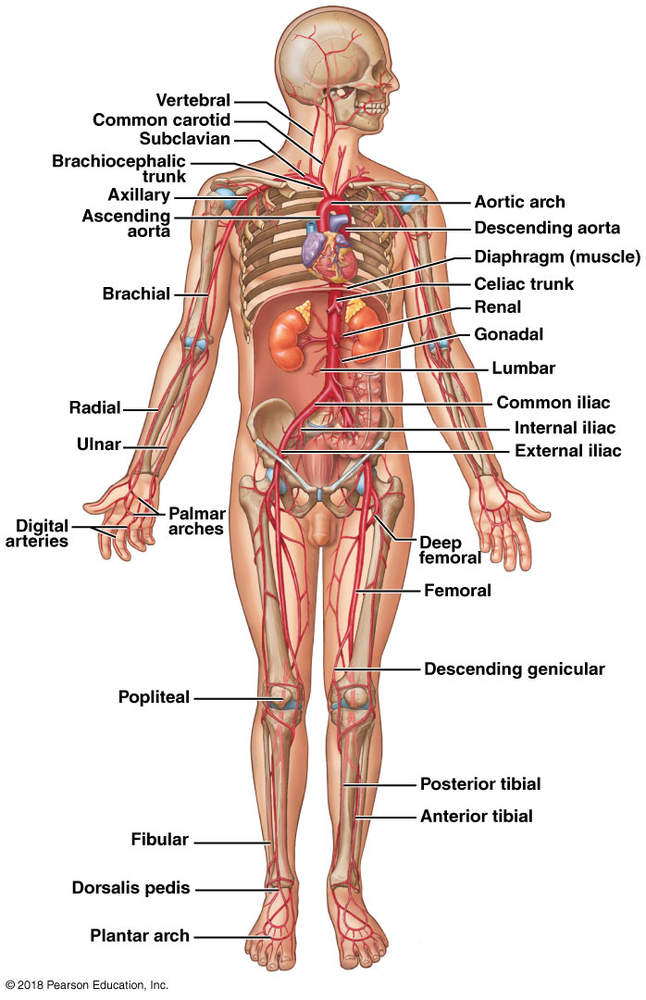 Vertebral
Common carotid
Subclavian
Brachiocephalic
trunk
Axillary
Ascending
aorta
Brachial
Radial
Ulnar
Palmar
arches
Digital
arteries
Popliteal
Fibular
Dorsalis pedis
Plantar arch
Aortic arch
Descending aorta
Diaphragm (muscle)
Celiac trunk
Renal
Gonadal
Lumbar
Common iliac
Internal iliac
External iliac
Deep
femoral
Femoral
Descending genicular
Posterior tibial
Anterior tibial
© 2018 Pearson Education, Inc.